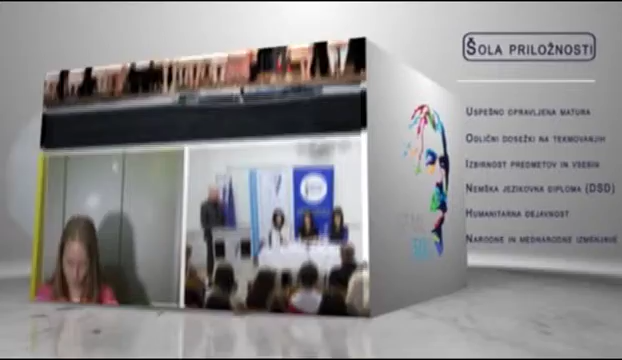 Šola priložnosti
Uspešno opravljena matura
Odlični dosežki na tekmovanjih
Izbirnost predmetov in vsebin
Nemška jezikovna diploma (DSD)
Humanitarna dejavnost
Narodne in mednarodne izmenjave